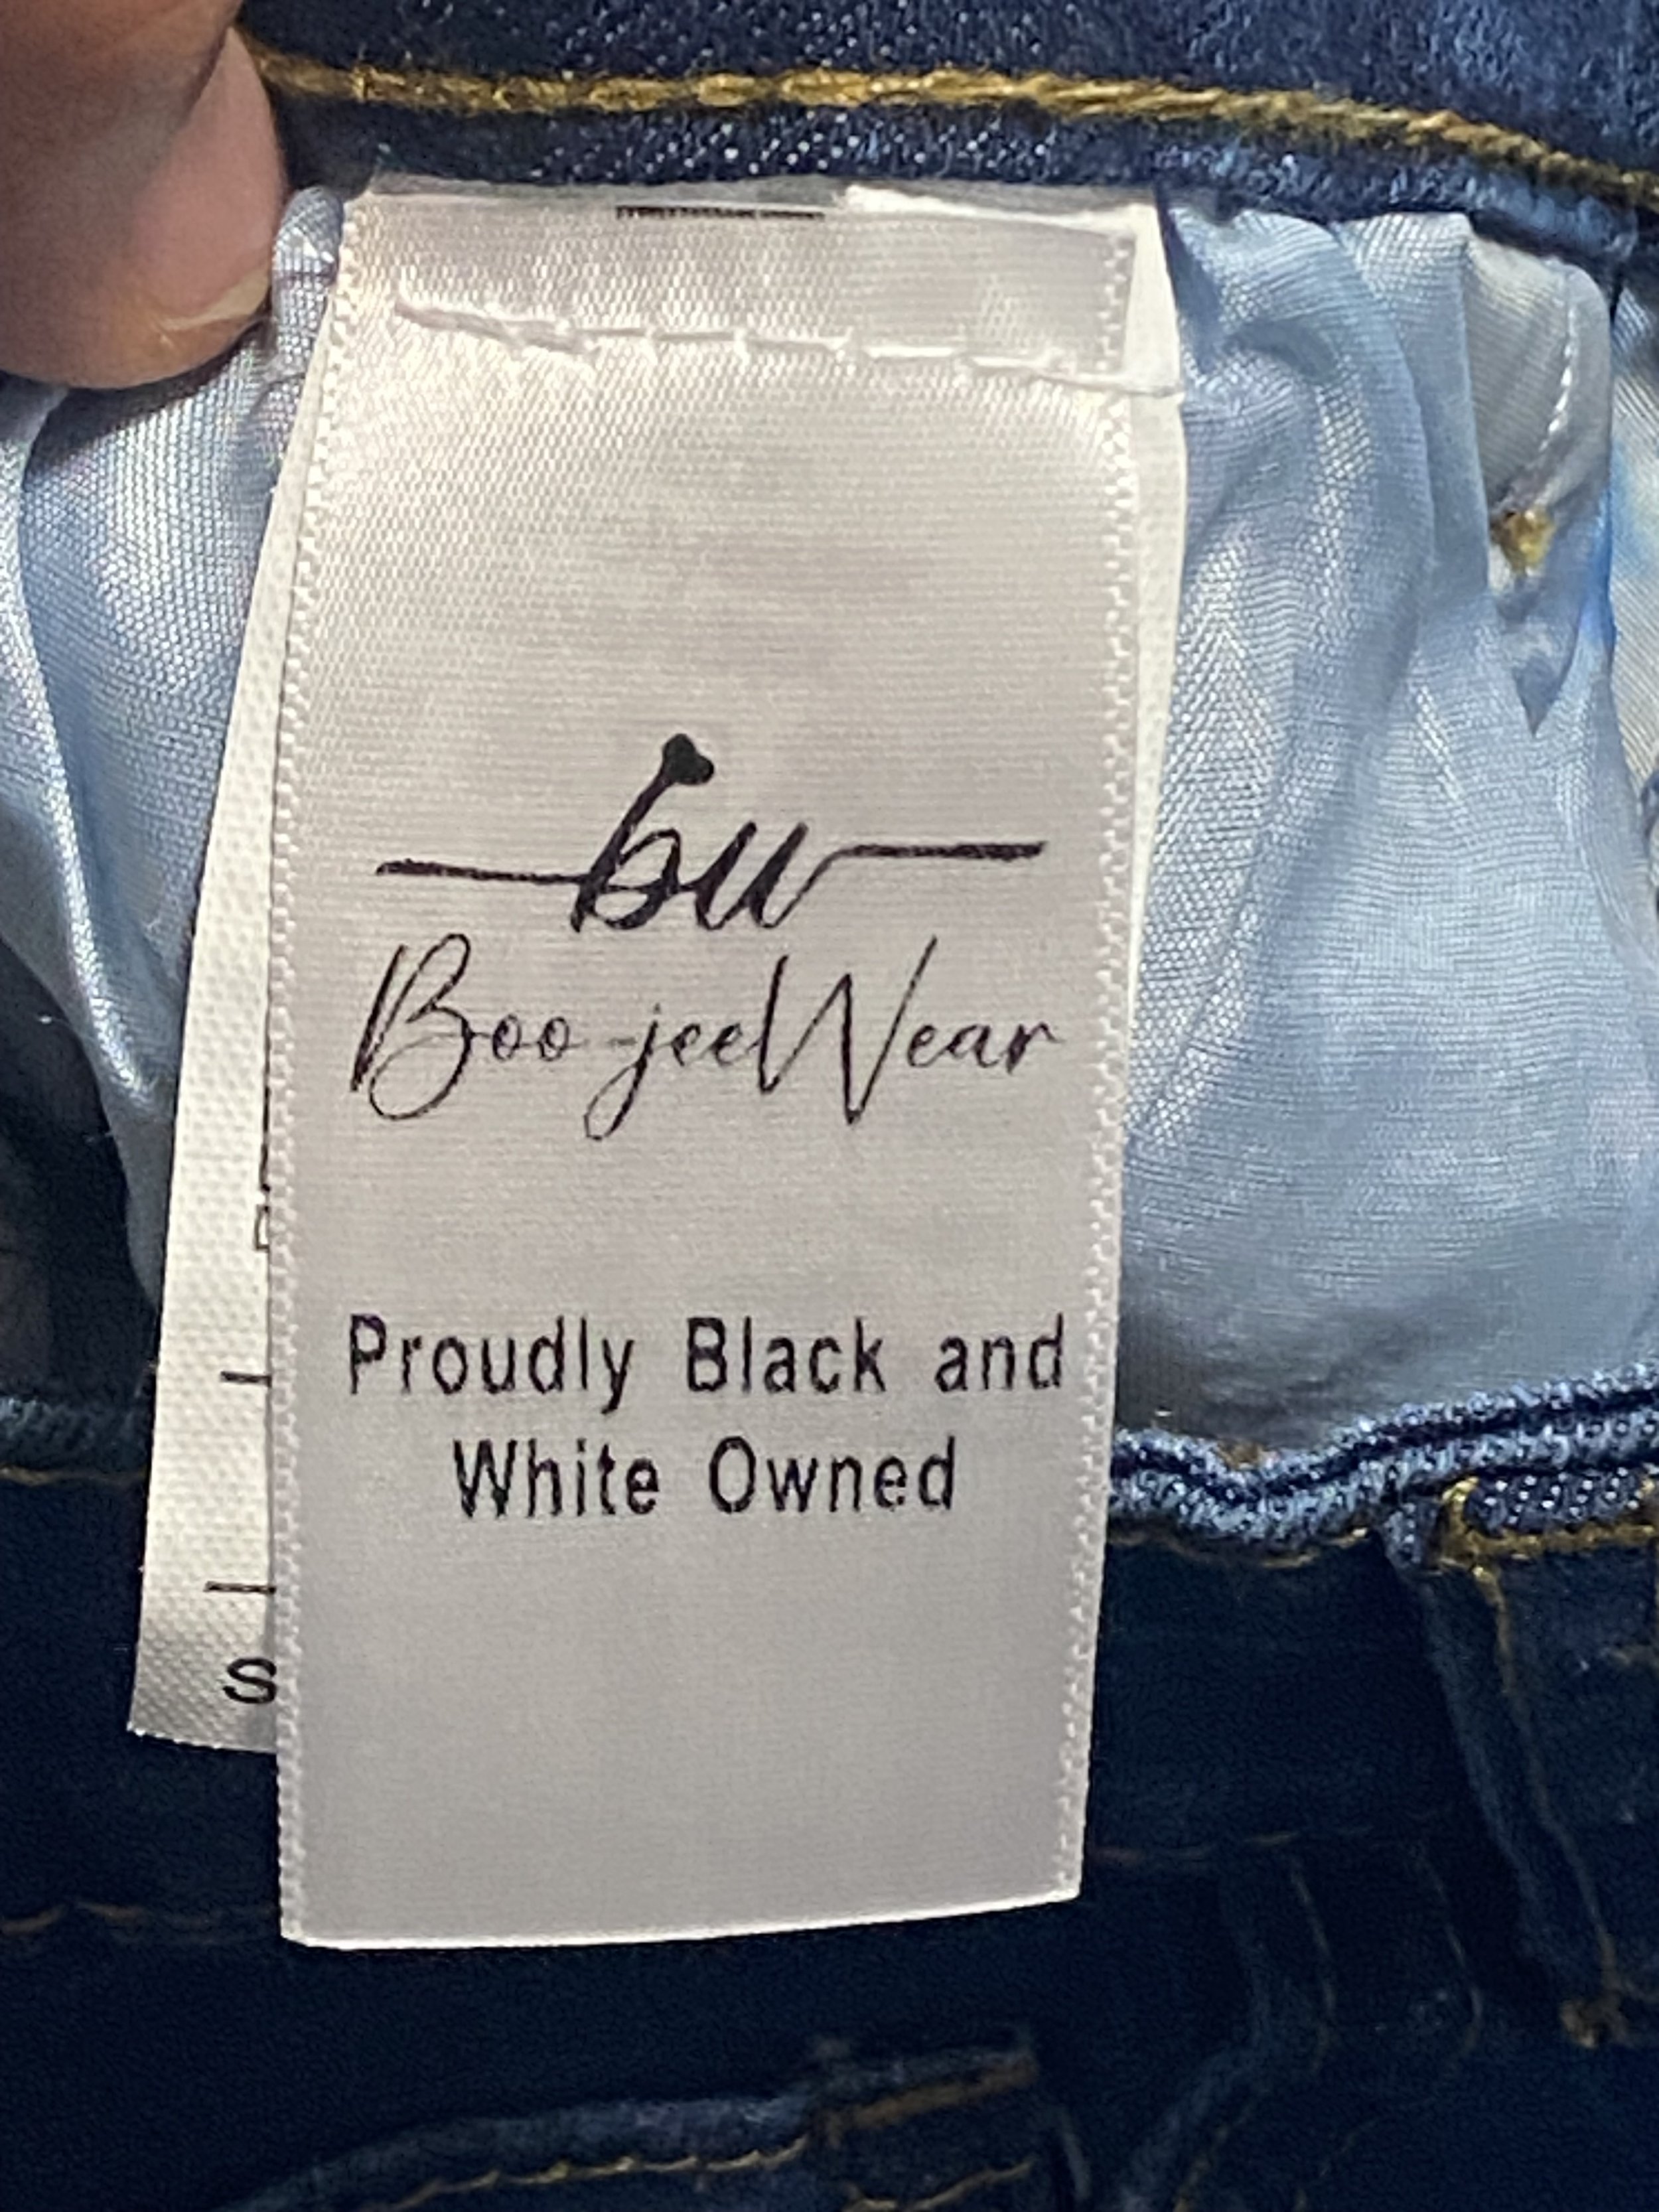 bw
Boo-jeeWear
Proudly Black and
White Owned
S